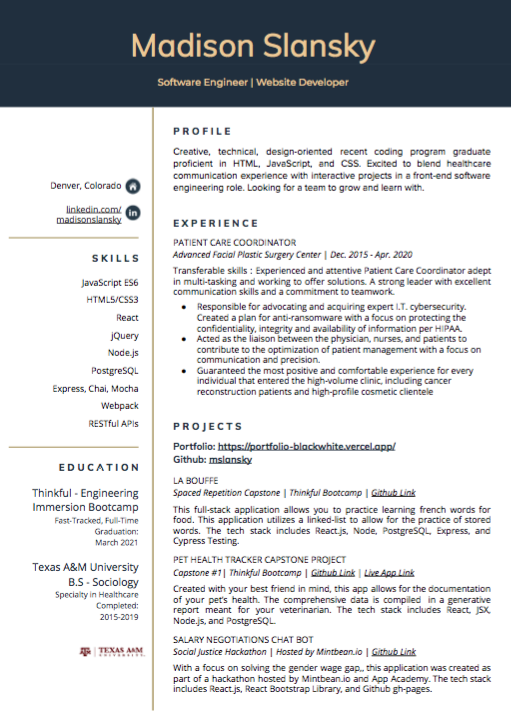 Madison Slansky
Software Engineer | Website Developer
Denver, Colorado
linkedin.com/
madisonslansky
SKILLS
JavaScript ES6
HTML5/CSS3
React
jQuery
Node.js
PostgreSQL
Express, Chai, Mocha
Webpack
RESTful APIs
EDUCATION
Thinkful - Engineering
Immersion Bootcamp
Fast-Tracked, Full-Time
Graduation:
March 2021
Texas A&M University
B.S - Sociology
Specialty in Healthcare
Completed:
2015-2019
TEXAS A&M
UNIVERSITY
PROFILE
Creative, technical, design-oriented recent coding program graduate
proficient in HTML, JavaScript, and CSS. Excited to blend healthcare
communication experience with interactive projects in a front-end software
engineering role. Looking for a team to grow and learn with.
EXPERIENCE
PATIENT CARE COORDINATOR
Advanced Facial Plastic Surgery Center | Dec. 2015 - Apr. 2020
Transferable skills : Experienced and attentive Patient Care Coordinator adept
in multi-tasking and working to offer solutions. A strong leader with excellent
communication skills and a commitment to teamwork.
● Responsible for advocating and acquiring expert I.T. cybersecurity.
Created a plan for anti-ransomware with a focus on protecting the
confidentiality, integrity and availability of information per HIPAA.
● Acted as the liaison between the physician, nurses, and patients to
contribute to the optimization of patient management with a focus on
communication and precision.
● Guaranteed the most positive and comfortable experience for every
individual that entered the high-volume clinic, including cancer
reconstruction patients and high-profile cosmetic clientele
PROJECTS
Portfolio: https://portfolio-blackwhite.vercel.app/
Github: mslansky
LA BOUFFE
Spaced Repetition Capstone | Thinkful Bootcamp | Github Link
This full-stack application allows you to practice learning french words for
food. This application utilizes a linked-list to allow for the practice of stored
words. The tech stack includes React.js, Node, PostgreSQL, Express, and
Cypress Testing.
PET HEALTH TRACKER CAPSTONE PROJECT
Capstone #1| Thinkful Bootcamp | Github Link | Live App Link
Created with your best friend in mind, this app allows for the documentation
of your pet's health. The comprehensive data is compiled in a generative
report meant for your veterinarian. The tech stack includes React, JSX,
Node.js, and PostgreSQL.
SALARY NEGOTIATIONS CHAT BOT
Social Justice Hackathon | Hosted by Mintbean.io | Github Link
With a focus on solving the gender wage gap,, this application was created as
part of a hackathon hosted by Mintbean.io and App Academy. The tech stack
includes React.js, React Bootstrap Library, and Github gh-pages.